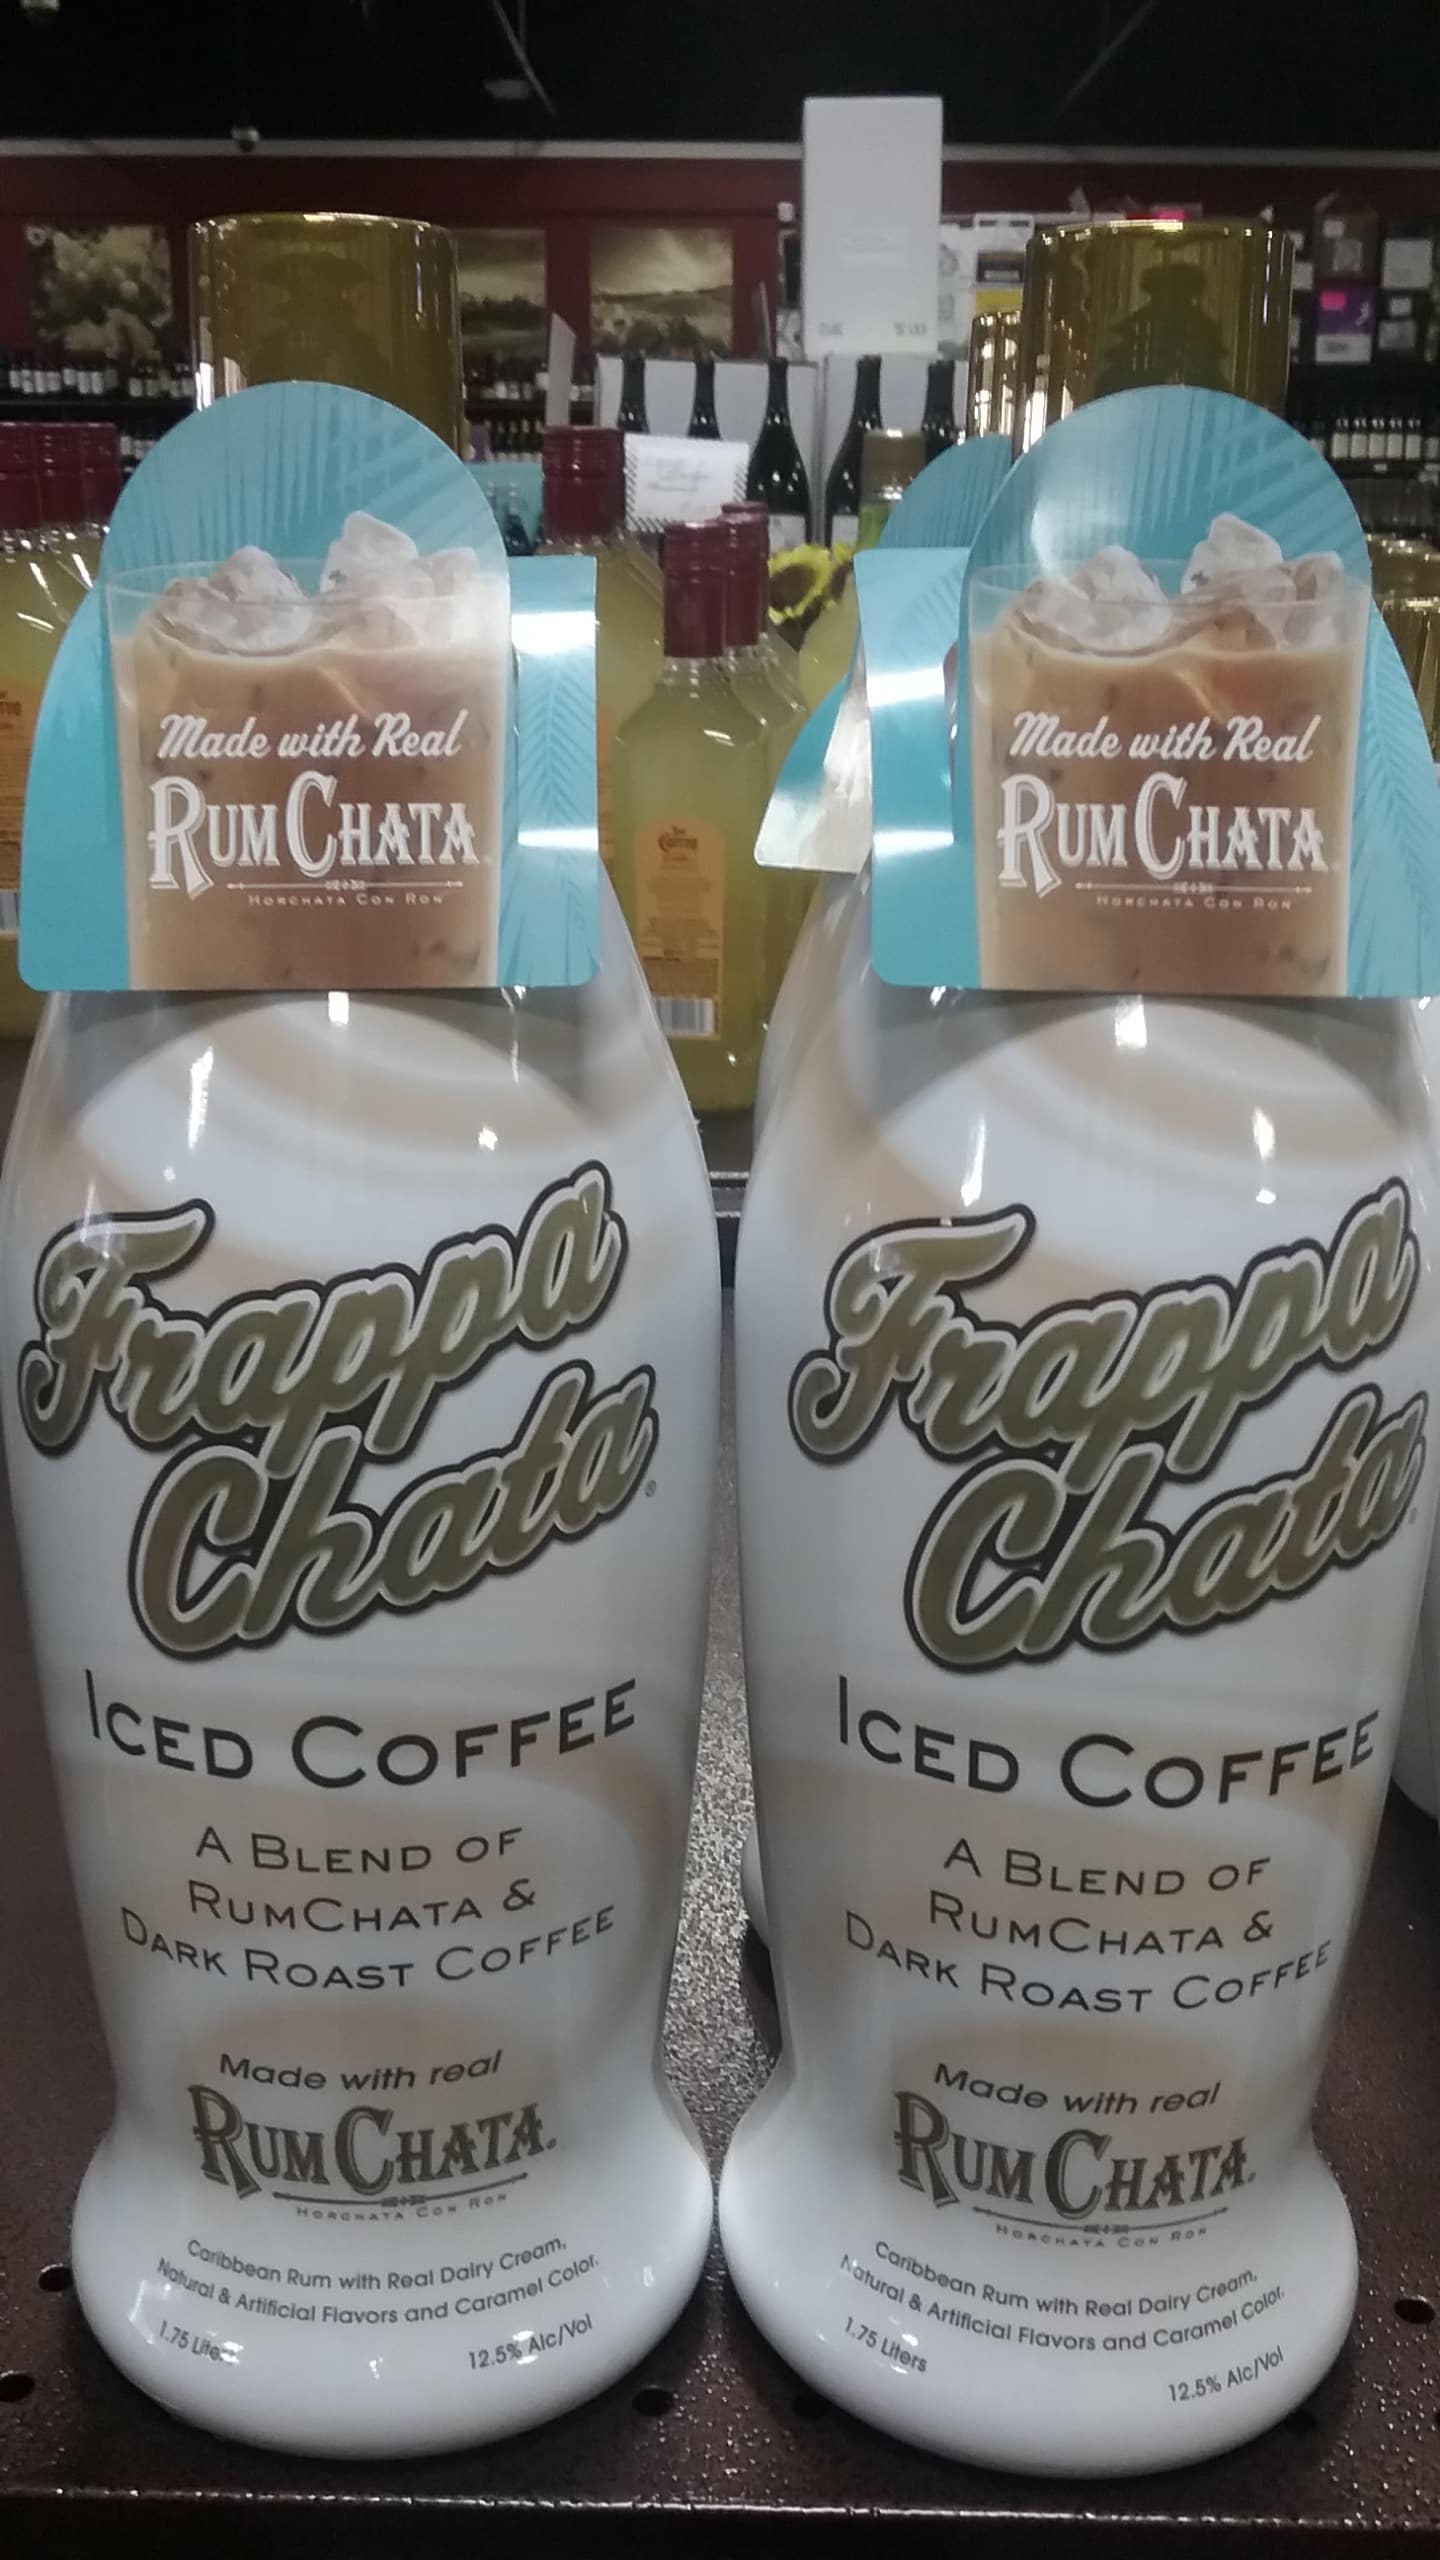 Made with Real
RUMCHATA
HORCHATA CON RON
Made with Real
RUMCHATA
HORCHATA CON RON
Jose
Cuervo
Frappa
Chata®
ICED COFFEE
A BLEND OF
RUMCHATA &
DARK ROAST COFFEE
Made with real
RUMCHATA®
HORCHATA CON RON
Caribbean Rum with Real Dairy Cream,
Natural & Artificial Flavors and Caramel Color.
1.75 Liters
12.5% Alc/Vol
Frappa
Chata
ICED COFFEE
A BLEND OF
RUMCHATA &
DARK ROAST COFFEE
Made with real
RUMCHATA
HORCHATA CON RON
Caribbean Rum with Real Dairy Cream,
Natural & Artificial Flavors and Caramel Color.
1.75 Liters
12.5% Alc/Vol